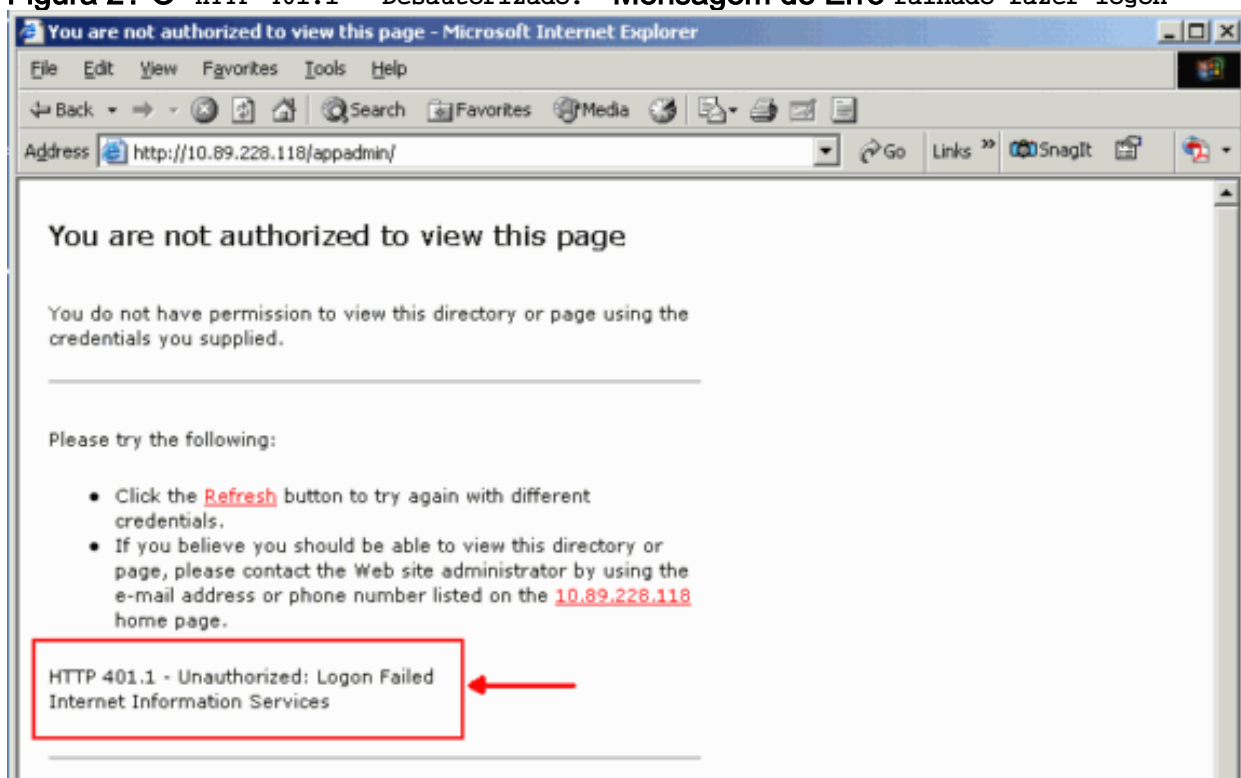 Figura 21 O HTTP 401.1 - Desautorizado: Mensagem de Erro falhado fazer logon
You are not authorized to view this page - Microsoft Internet Explorer
File Edit View Favorites Tools Help
Back Search Favorites Media
Address http://10.89.228.118/appadmin/ Go Links » SnagIt
You are not authorized to view this page
You do not have permission to view this directory or page using the
credentials you supplied.
Please try the following:
• Click the Refresh button to try again with different
credentials.
• If you believe you should be able to view this directory or
page, please contact the Web site administrator by using the
e-mail address or phone number listed on the 10.89.228.118
home page.
HTTP 401.1 - Unauthorized: Logon Failed
Internet Information Services